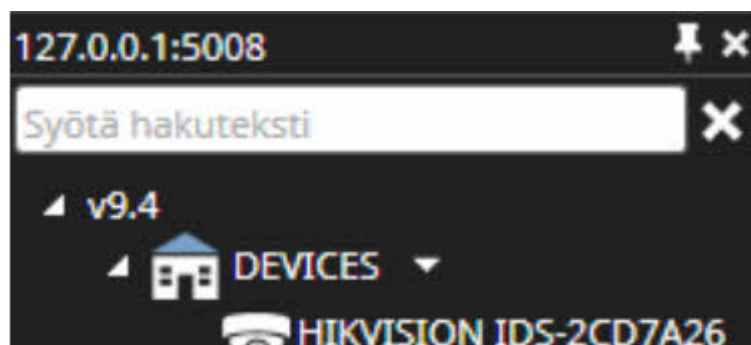 127.0.0.1:5008
Syötä hakuteksti
v9.4
DEVICES
HIKVISION IDS-2CD7A26